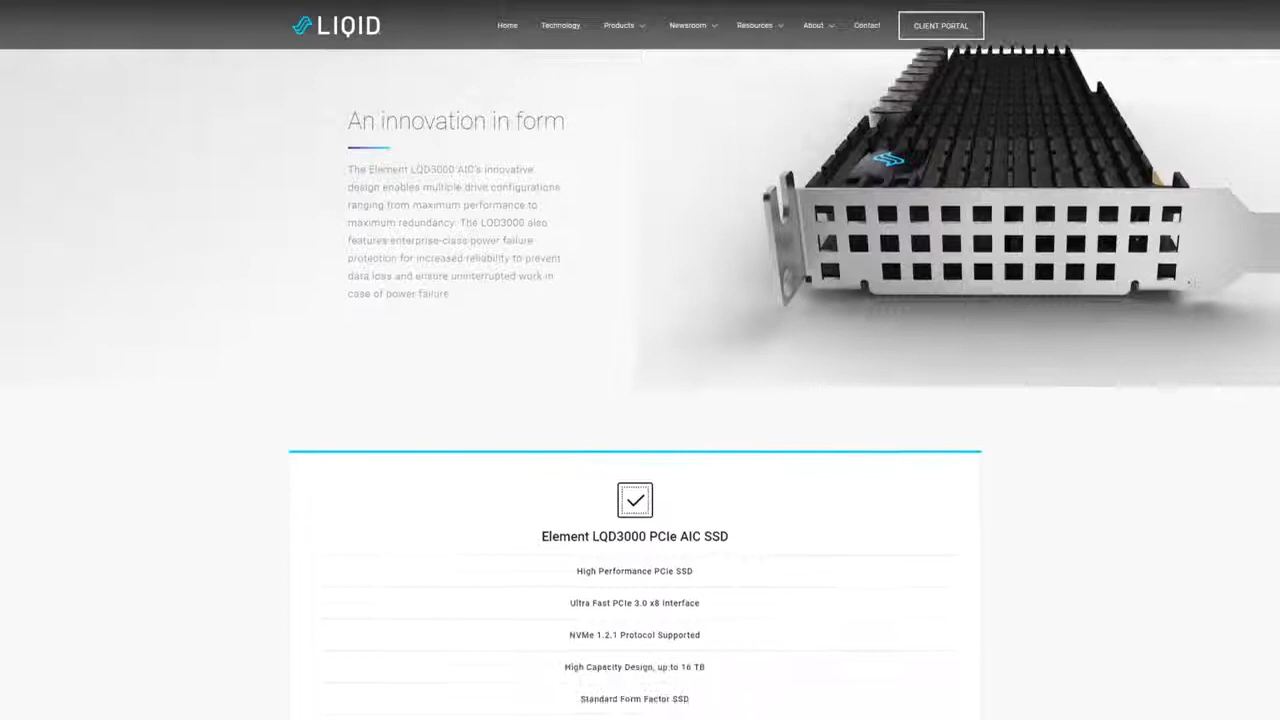 LIQID
Home Technology Products Newsroom Resources About Contact CLIENT PORTAL
An innovation in form
The Element LQD3000 AIC's innovative
design enables multiple drive configurations
ranging from maximum performance to
maximum redundancy. The LQD3000 also
features enterprise-class power failure
protection for increased reliability to prevent
data loss and ensure uninterrupted work in
case of power failure
Element LQD3000 PCIe AIC SSD
High Performance PCIe SSD
Ultra Fast PCIe 3.0 x8 Interface
NVMe 1.2.1 Protocol Supported
High Capacity Design, up to 16 TB
Standard Form Factor SSD